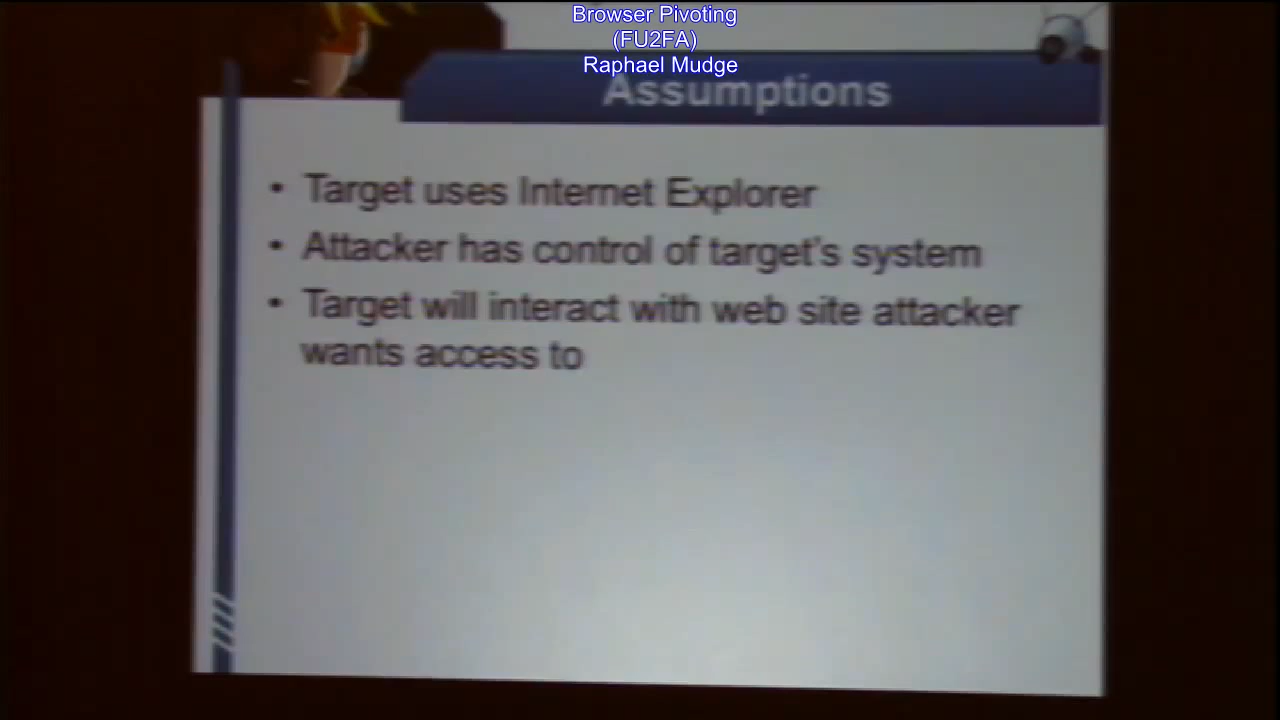 Browser Pivoting
(FU2FA)
Raphael Mudge
Assumptions
• Target uses Internet Explorer
• Attacker has control of target's system
• Target will interact with web site attacker
wants access to